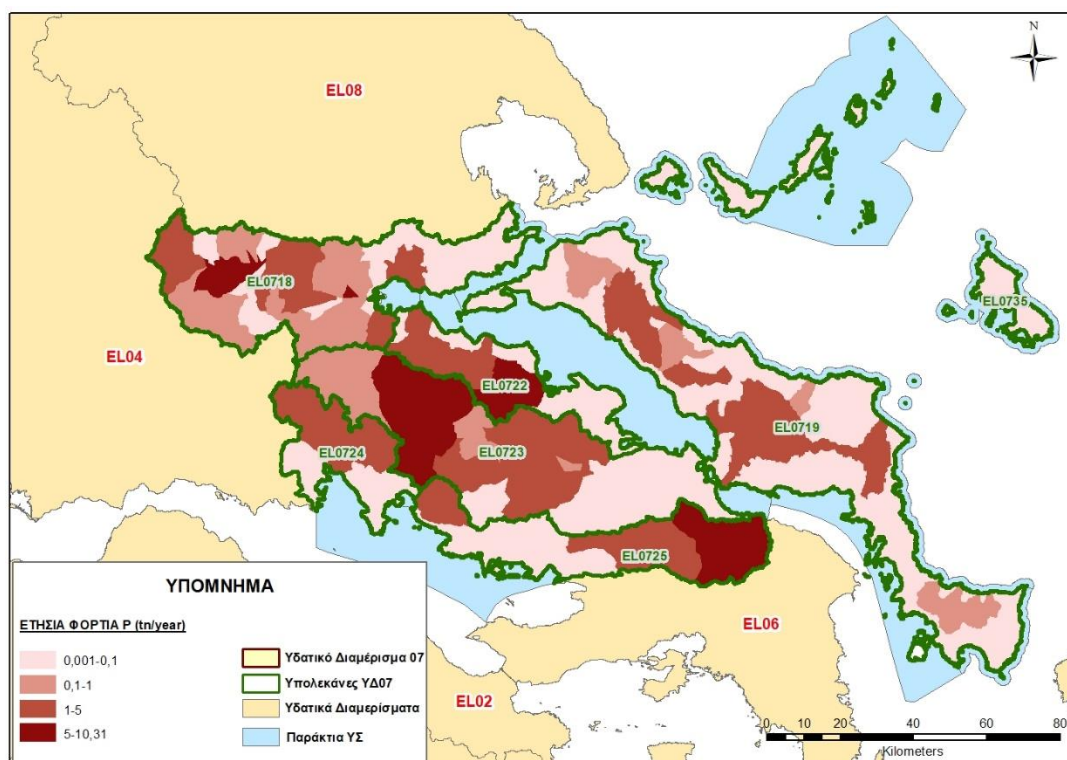 N
EL08
EL0718
EL0735
EL04
EL0722
EL0719
EL0723
EL0724
EL0725
EL06
EL02
ΥΠΟΜΝΗΜΑ
ΕΤΗΣΙΑ ΦΟΡΤΙΑ P (tn/year)
0,001-0,1
0,1-1
1-5
5-10,31
Υδατικό Διαμέρισμα 07
Υπολεκάνες ΥΔ07
Υδατικά Διαμερίσματα
Παράκτια ΥΣ
0 5 10 20 40 60 80
Kilometers